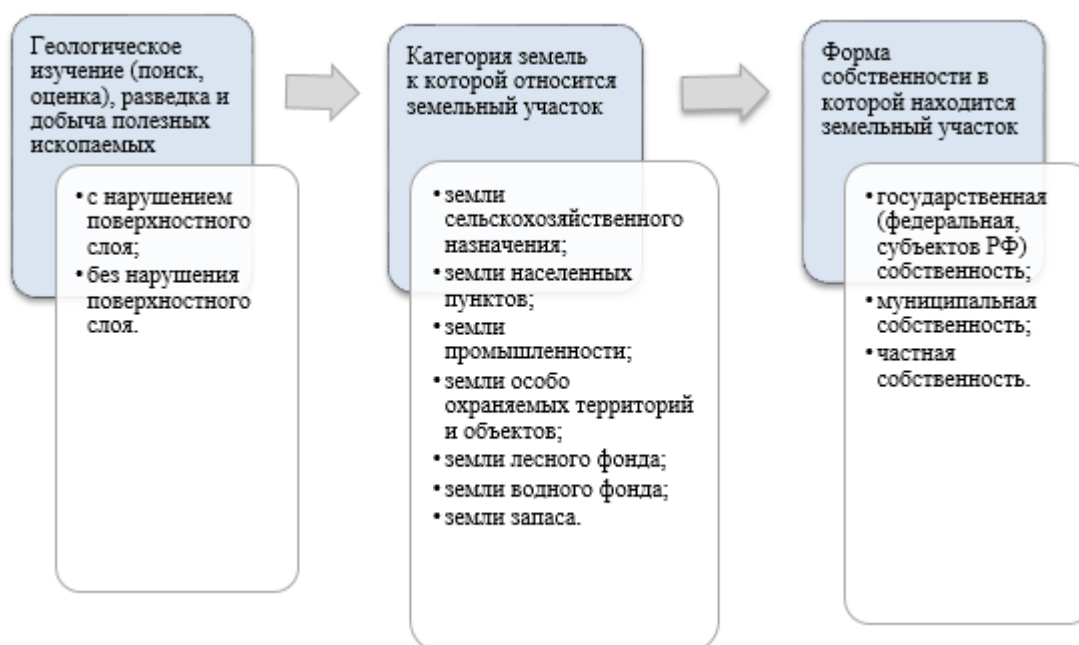 Геологическое
изучение (поиск,
оценка), разведка и
добыча полезных
ископаемых
• с нарушением
поверхностного
слоя;
• без нарушения
поверхностного
слоя.
Категория земель
к которой относится
земельный участок
• земли
сельскохозяйственного
назначения;
• земли населенных
пунктов;
• земли
промышленности;
• земли особо
охраняемых территорий
и объектов;
• земли лесного фонда;
• земли водного фонда;
• земли запаса.
Форма
собственности в
которой находится
земельный участок
• государственная
(федеральная,
субъектов РФ)
собственность;
• муниципальная
собственность;
• частная
собственность.